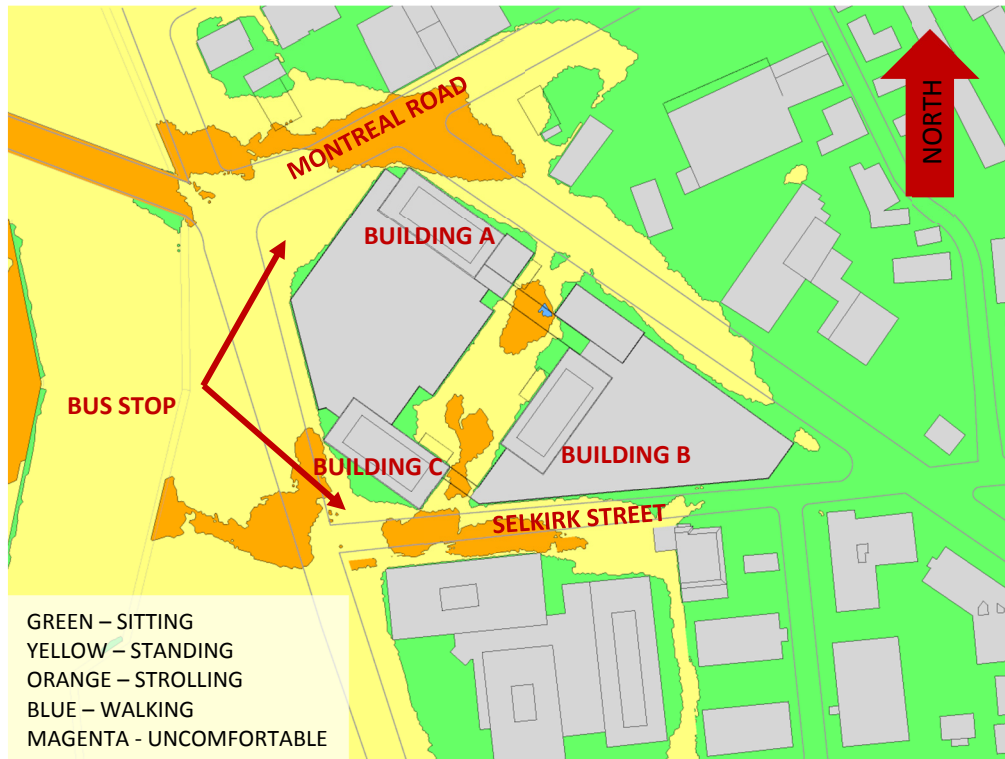 MONTREAL ROAD
NORTH
BUILDING A
BUS STOP
BUILDING C
BUILDING B
SELKIRK STREET
GREEN – SITTING
YELLOW – STANDING
ORANGE – STROLLING
BLUE – WALKING
MAGENTA - UNCOMFORTABLE